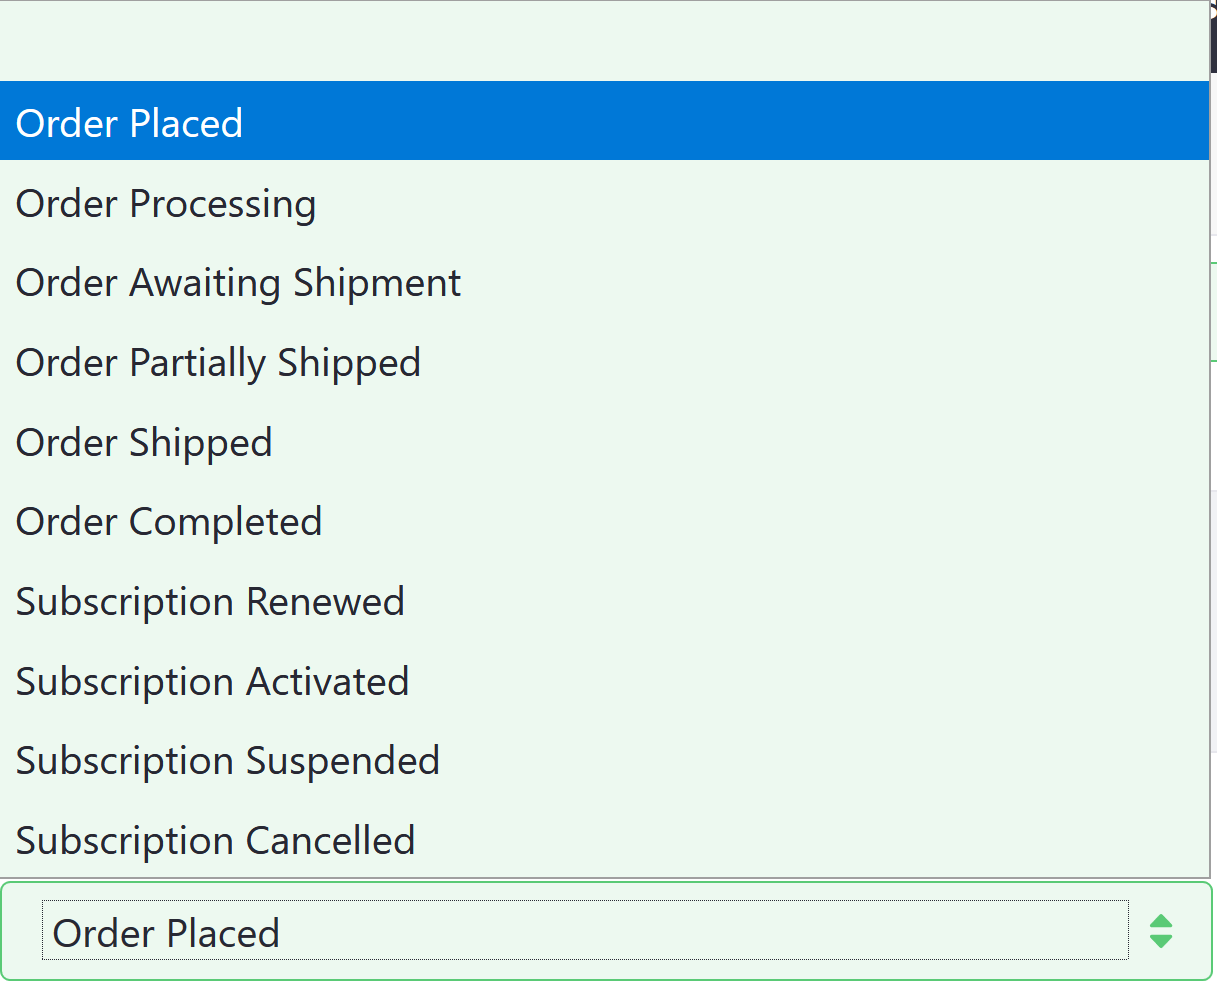 Order Placed
Order Processing
Order Awaiting Shipment
Order Partially Shipped
Order Shipped
Order Completed
Subscription Renewed
Subscription Activated
Subscription Suspended
Subscription Cancelled
Order Placed